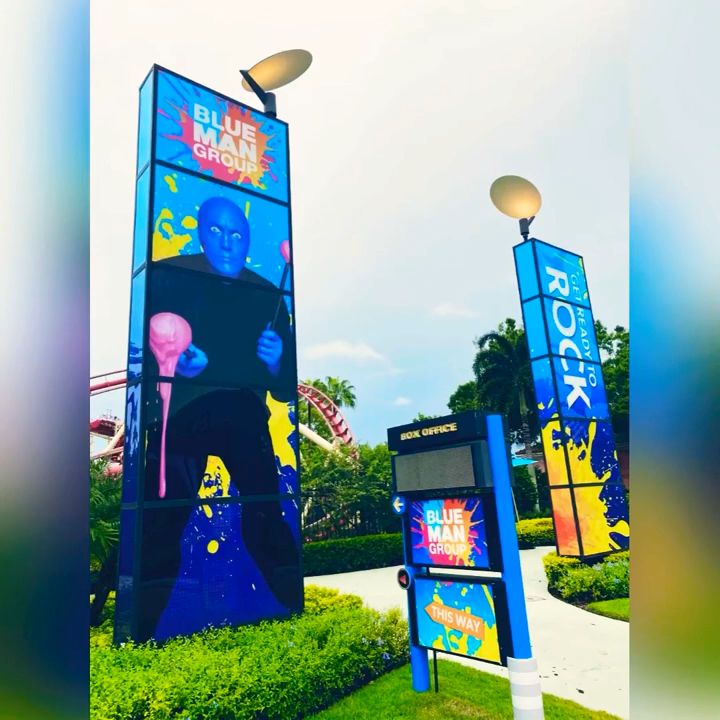 BLUE
MAN
GROUP
GET READY TO
ROCK
BOX OFFICE
BLUE
MAN
GROUP
THIS WAY